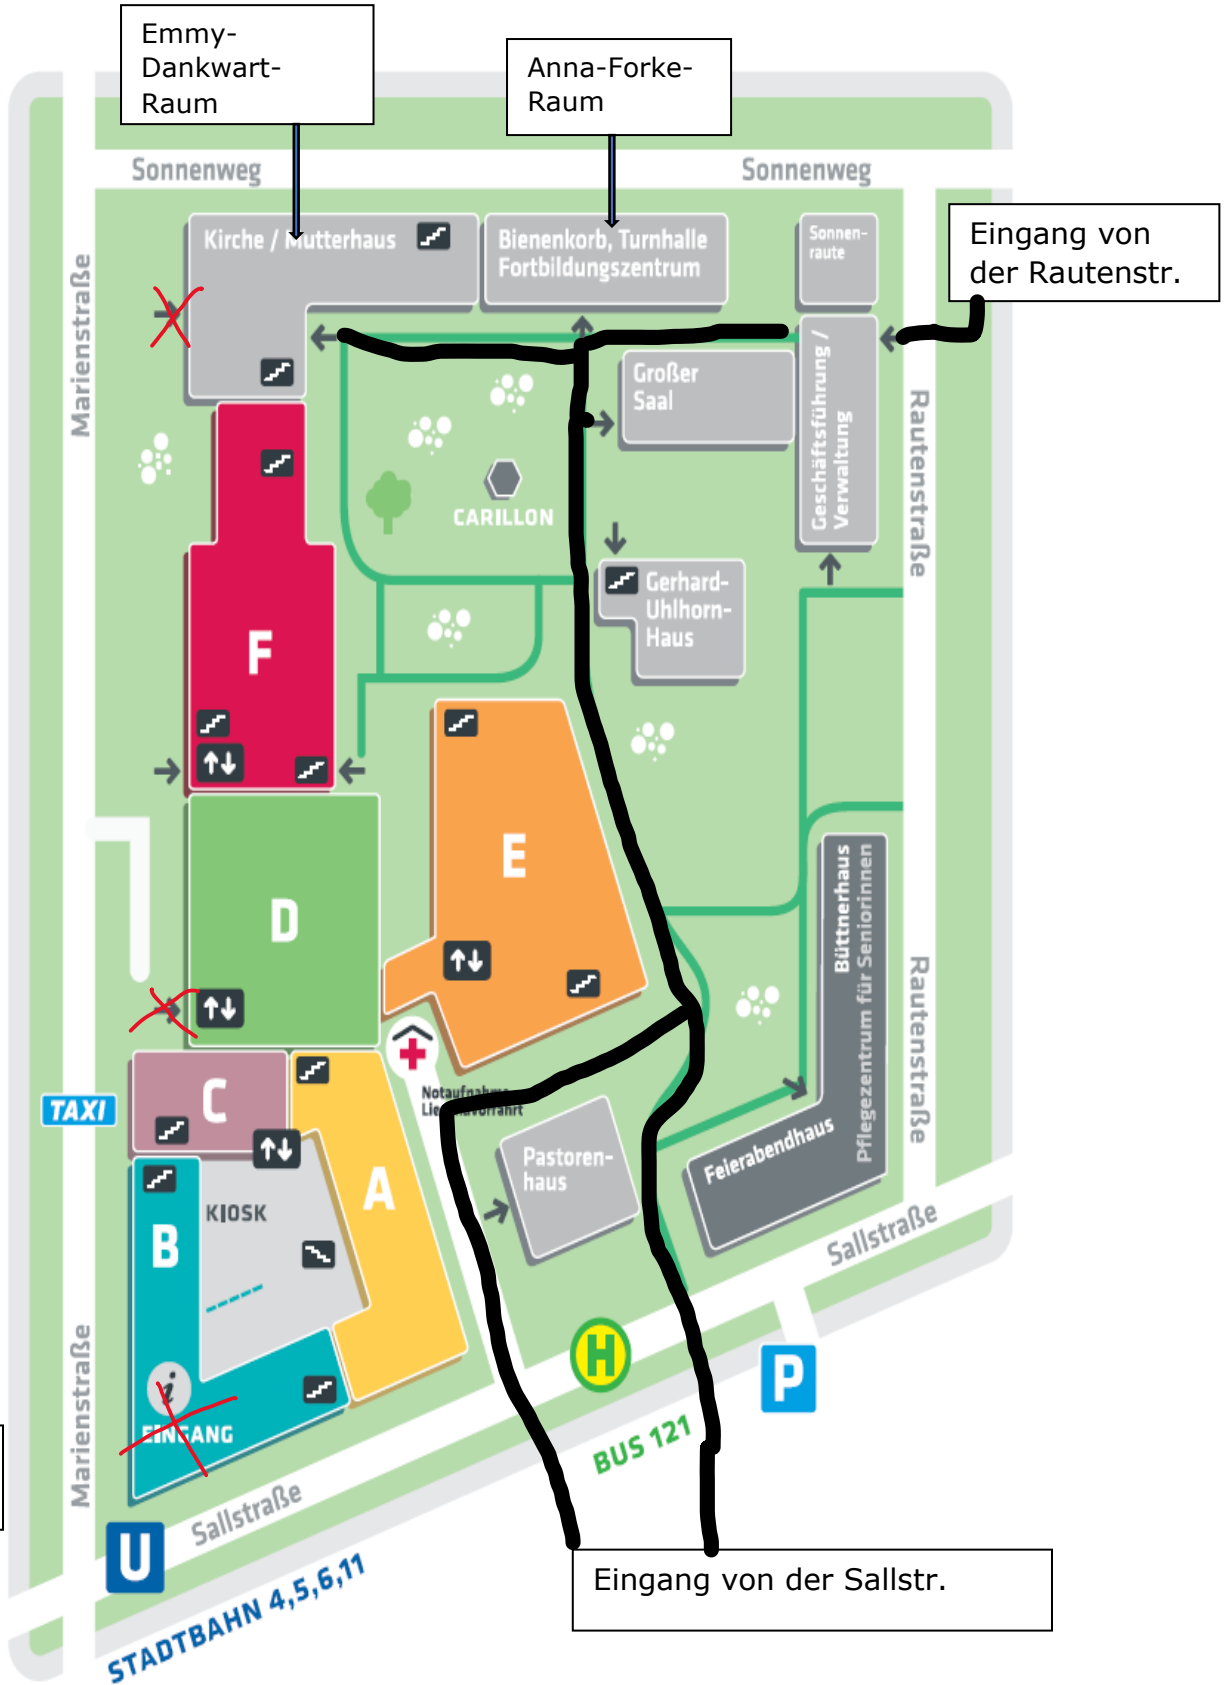 Emmy-
Dankwart-
Raum
Anna-Forke-
Raum
Sonnenweg
Sonnenweg
Eingang von
der Rautenstr.
Kirche / Mutterhaus
Bienenkorb, Turnhalle
Fortbildungszentrum
Sonnen-
raute
Marienstraße
Großer
Saal
Geschäftsführung /
Verwaltung
Rautenstraße
CARILLON
Gerhard-
Uhlhorn-
Haus
F
E
D
Büttnerhaus
Pflegezentrum für Seniorinnen
Rautenstraße
C
TAXI
Notaufnahme
A
Pastoren-
haus
Feierabendhaus
KIOSK
B
Sallstraße
i
EINGANG
H
P
Marienstraße
BUS 121
Sallstraße
U
STADTBAHN 4,5,6,11
Eingang von der Sallstr.